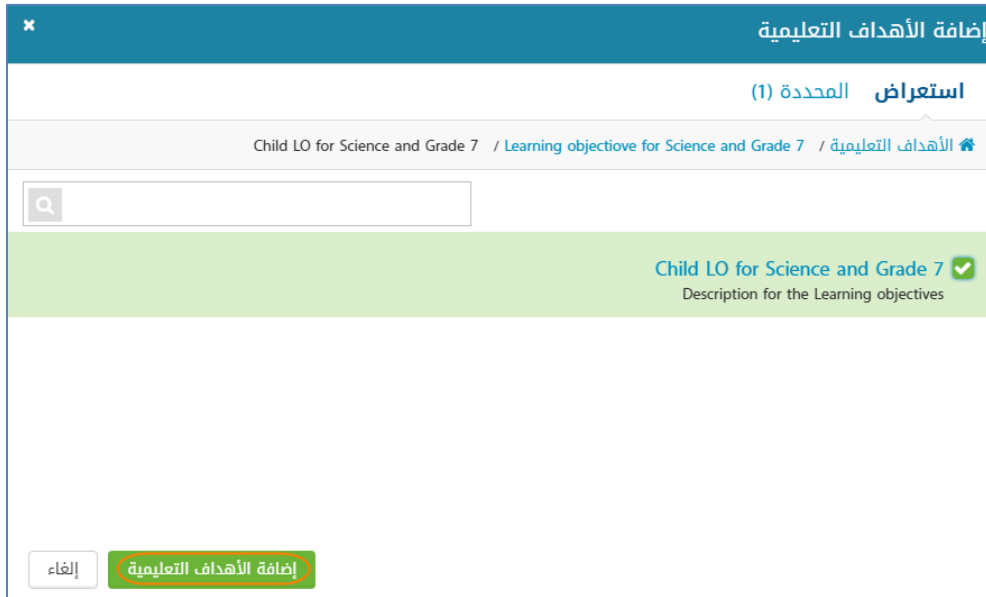 إضافة الأهداف التعليمية
استعراض المحددة (1)
الأهداف التعليمية / Learning objectiove for Science and Grade 7 / Child LO for Science and Grade 7
Child LO for Science and Grade 7
Description for the Learning objectives
إضافة الأهداف التعليمية
إلغاء